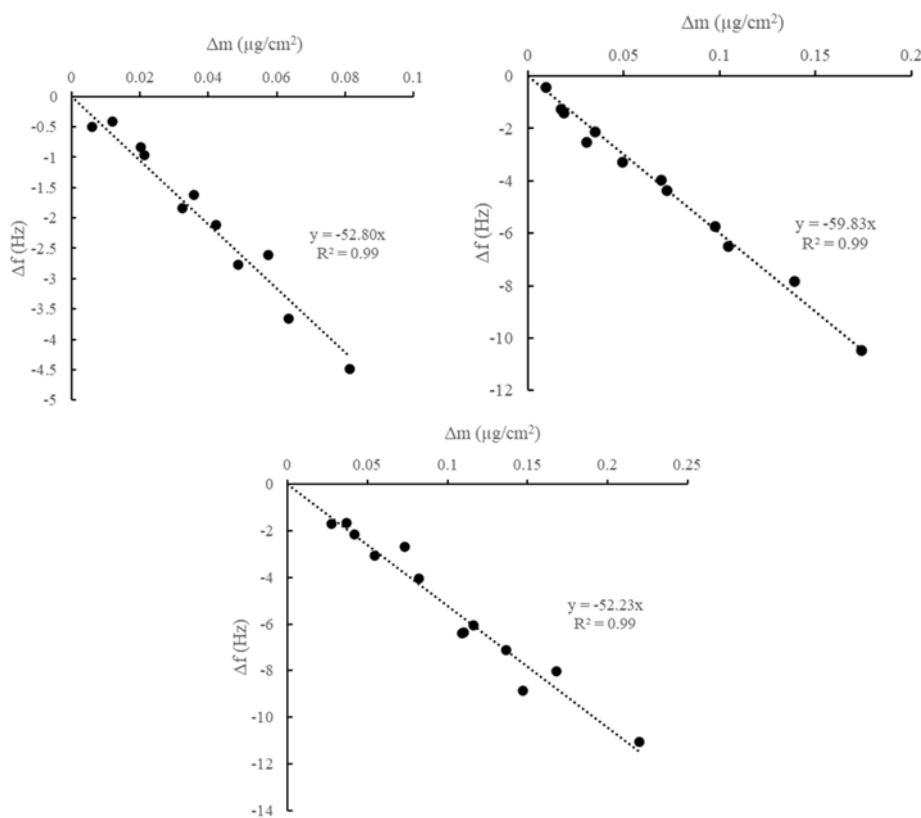 Δm (µg/cm²)
0 0.02 0.04 0.06 0.08 0.1
0
-0.5
-1
-1.5
-2
-2.5
-3
-3.5
-4
-4.5
-5
Δf (Hz)
y = -52.80x
R² = 0.99
Δm (µg/cm²)
0 0.05 0.1 0.15 0.2
0
-2
-4
-6
-8
-10
-12
Δf (Hz)
y = -59.83x
R² = 0.99
Δm (µg/cm²)
0 0.05 0.1 0.15 0.2 0.25
0
-2
-4
-6
-8
-10
-12
-14
Δf (Hz)
y = -52.23x
R² = 0.99